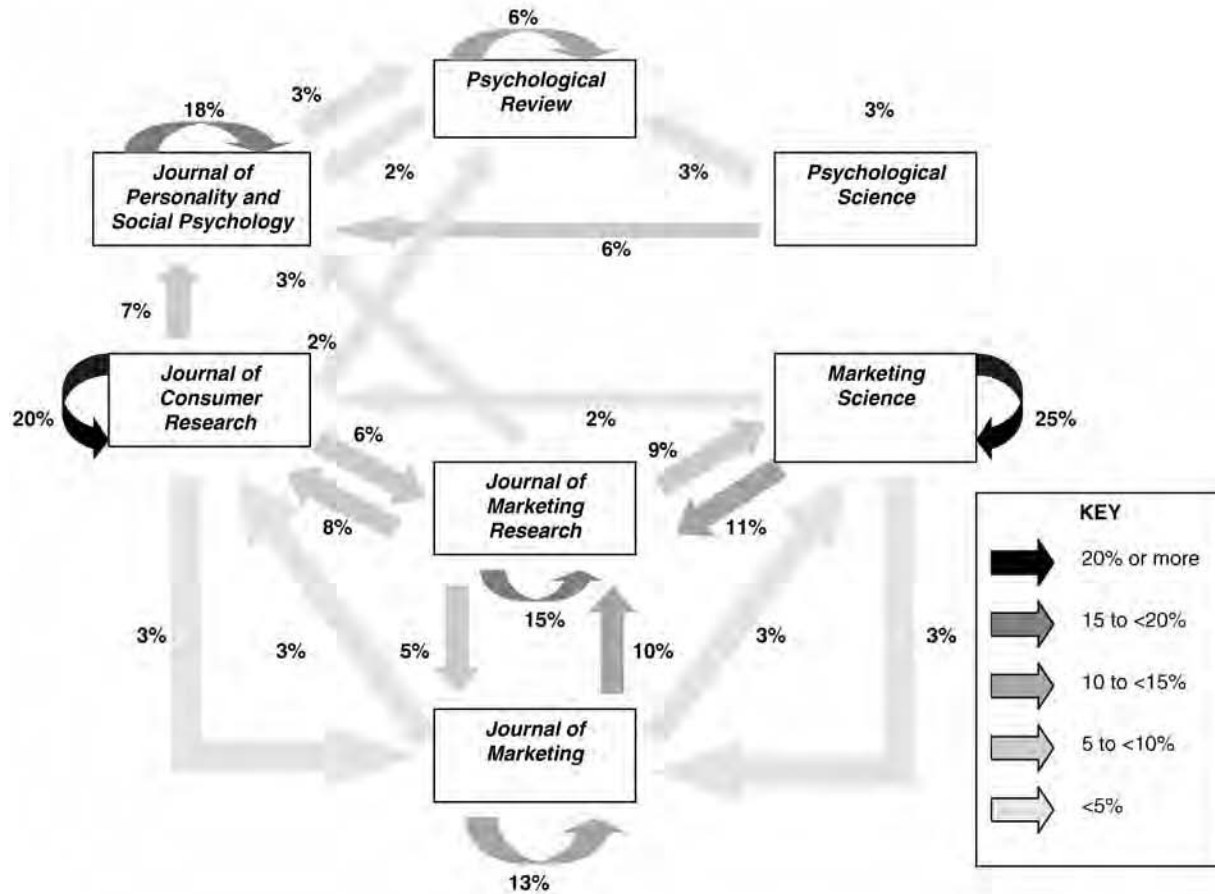 6%
Psychological
Review
3%
18%
3%
Journal of
Personality and
Social Psychology
2%
3%
Psychological
Science
6%
3%
7%
2%
Journal of
Consumer
Research
Marketing
Science
20%
6%
2%
9%
25%
Journal of
Marketing
Research
8%
11%
KEY
20% or more
15%
15 to <20%
3%
3%
5%
10%
3%
3%
10 to <15%
Journal of
Marketing
5 to <10%
<5%
13%